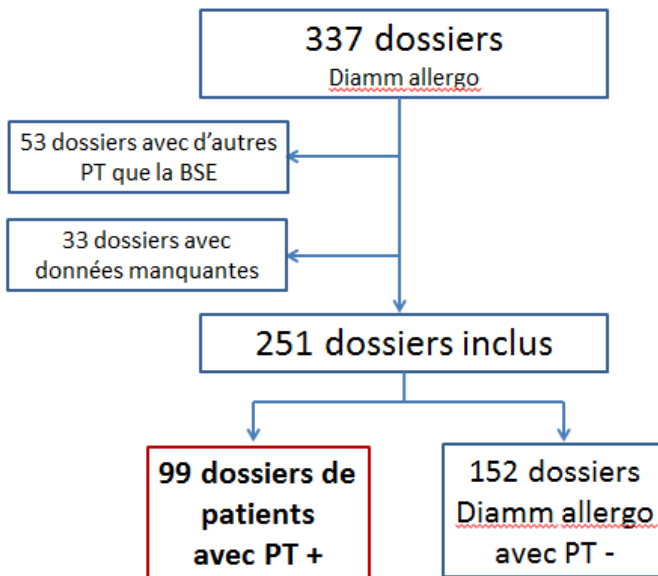 337 dossiers
Diamm allergo
53 dossiers avec d'autres
PT que la BSE
33 dossiers avec
données manquantes
251 dossiers inclus
99 dossiers de
patients
avec PT +
152 dossiers
Diamm allergo
avec PT -